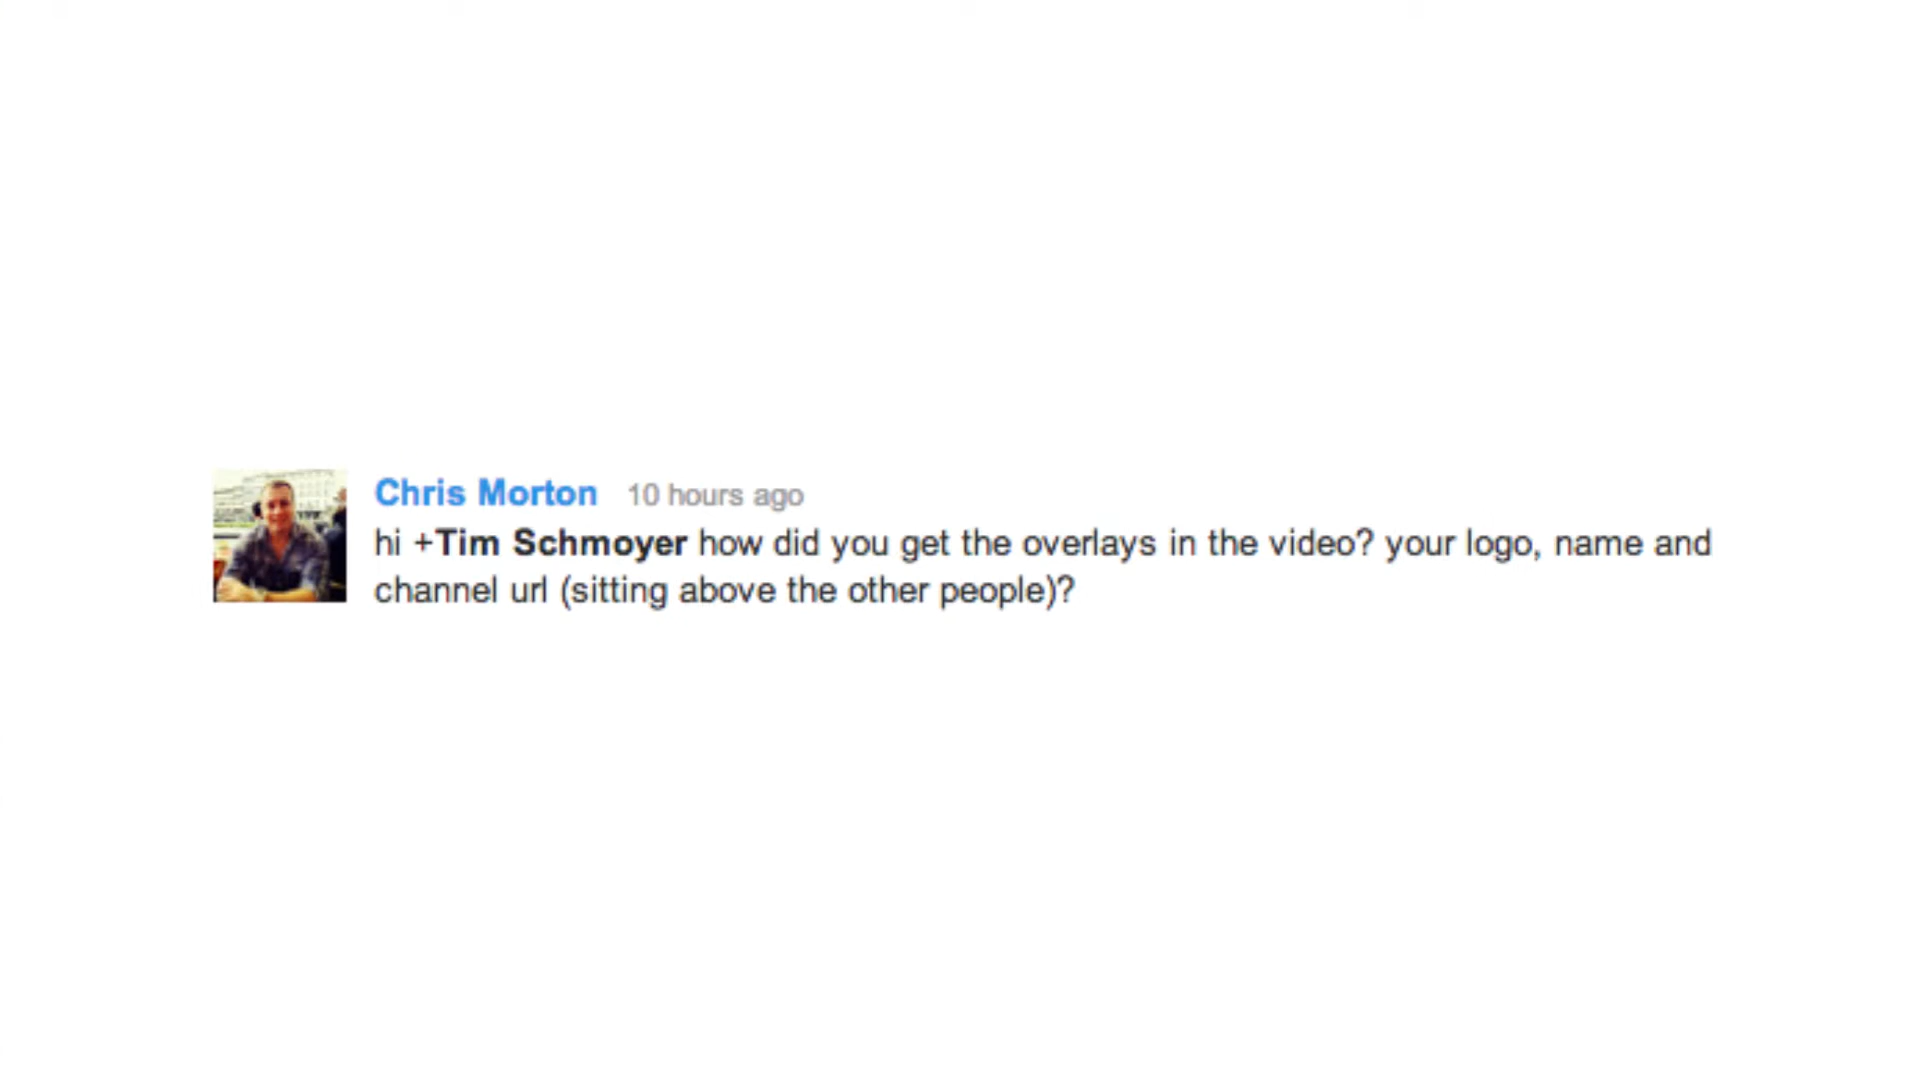 Chris Morton 10 hours ago
hi +Tim Schmoyer how did you get the overlays in the video? your logo, name and
channel url (sitting above the other people)?